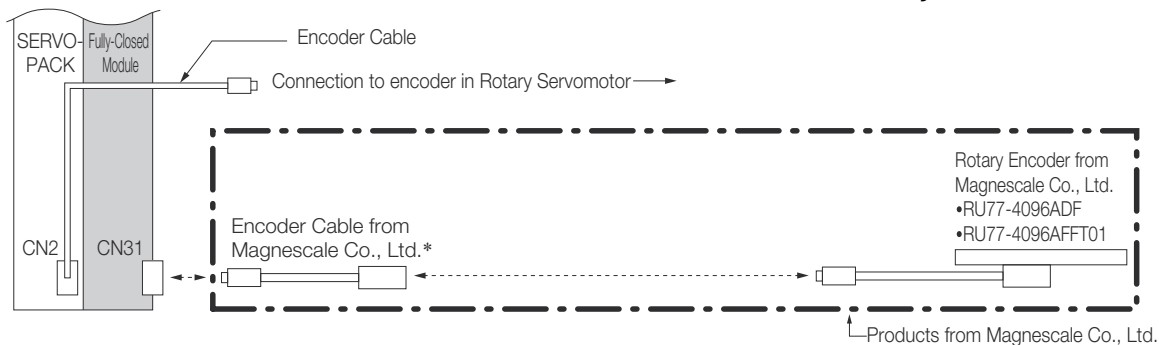 SERVO-
PACK
Fully-Closed
Module
Encoder Cable
Connection to encoder in Rotary Servomotor
Rotary Encoder from
Magnescale Co., Ltd.
•RU77-4096ADF
•RU77-4096AFFT01
Encoder Cable from
Magnescale Co., Ltd.*
CN2
CN31
Products from Magnescale Co., Ltd.